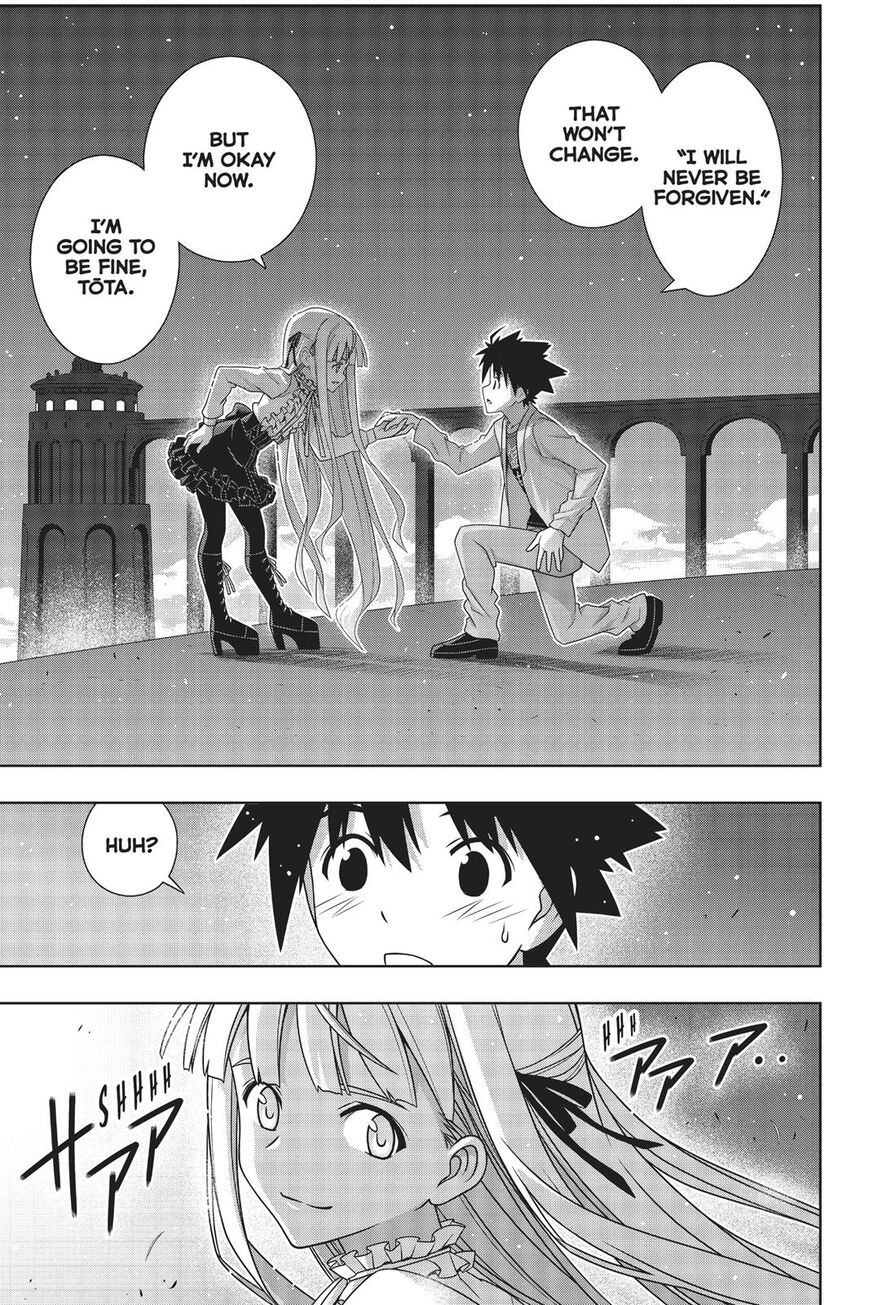 "I WILL
NEVER BE
FORGIVEN."
THAT
WON'T
CHANGE.
BUT
I'M OKAY
NOW.
I'M
GOING TO
BE FINE,
TŌTA.
HUH?
HHH
アアア..
SHHHH
サアア